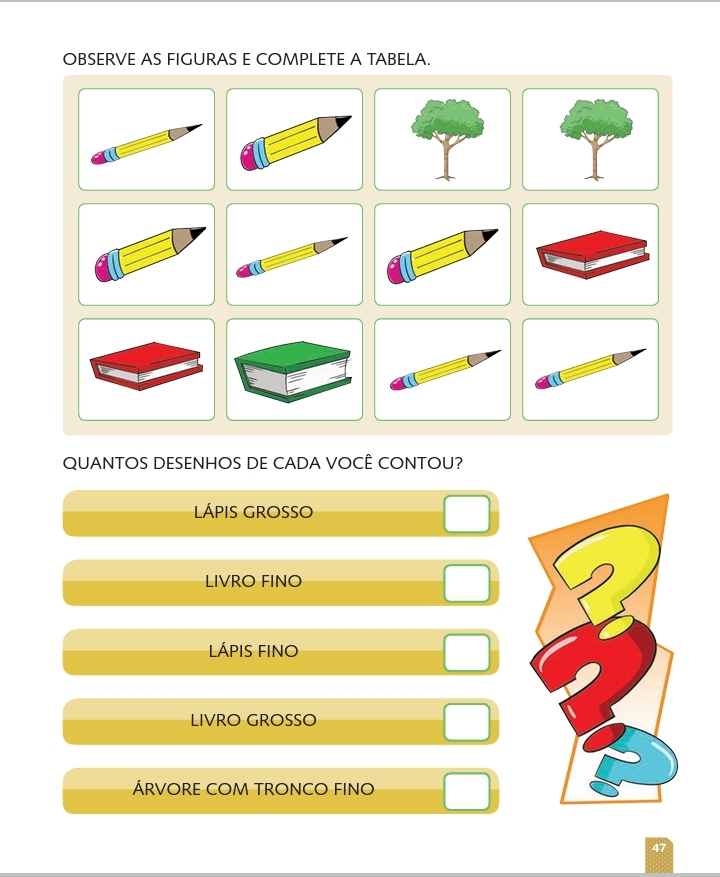 OBSERVE AS FIGURAS E COMPLETE A TABELA.
QUANTOS DESENHOS DE CADA VOCÊ CONTOU?
LÁPIS GROSSO
LIVRO FINO
LÁPIS FINO
LIVRO GROSSO
ÁRVORE COM TRONCO FINO
47